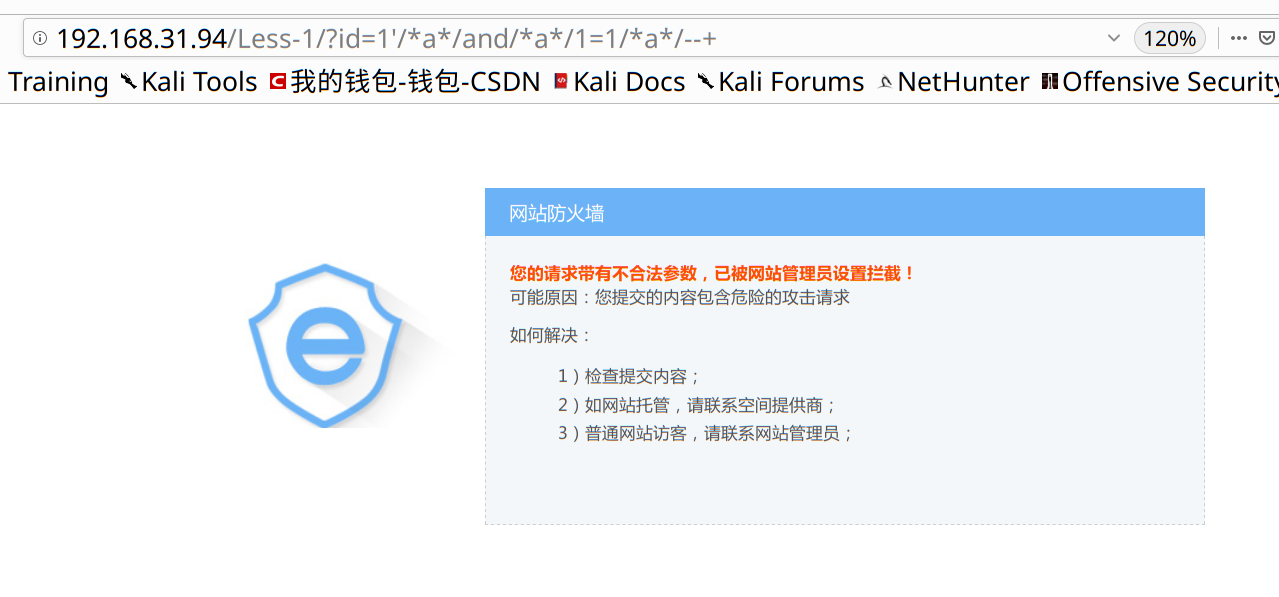 192.168.31.94/Less-1/?id=1'/*a*/and/*a*/1=1/*a*/--+ 120%
Training Kali Tools 我的钱包-钱包-CSDN Kali Docs Kali Forums NetHunter Offensive Security
网站防火墙
您的请求带有不合法参数，已被网站管理员设置拦截！
可能原因：您提交的内容包含危险的攻击请求
如何解决：
1）检查提交内容；
2）如网站托管，请联系空间提供商；
3）普通网站访客，请联系网站管理员；